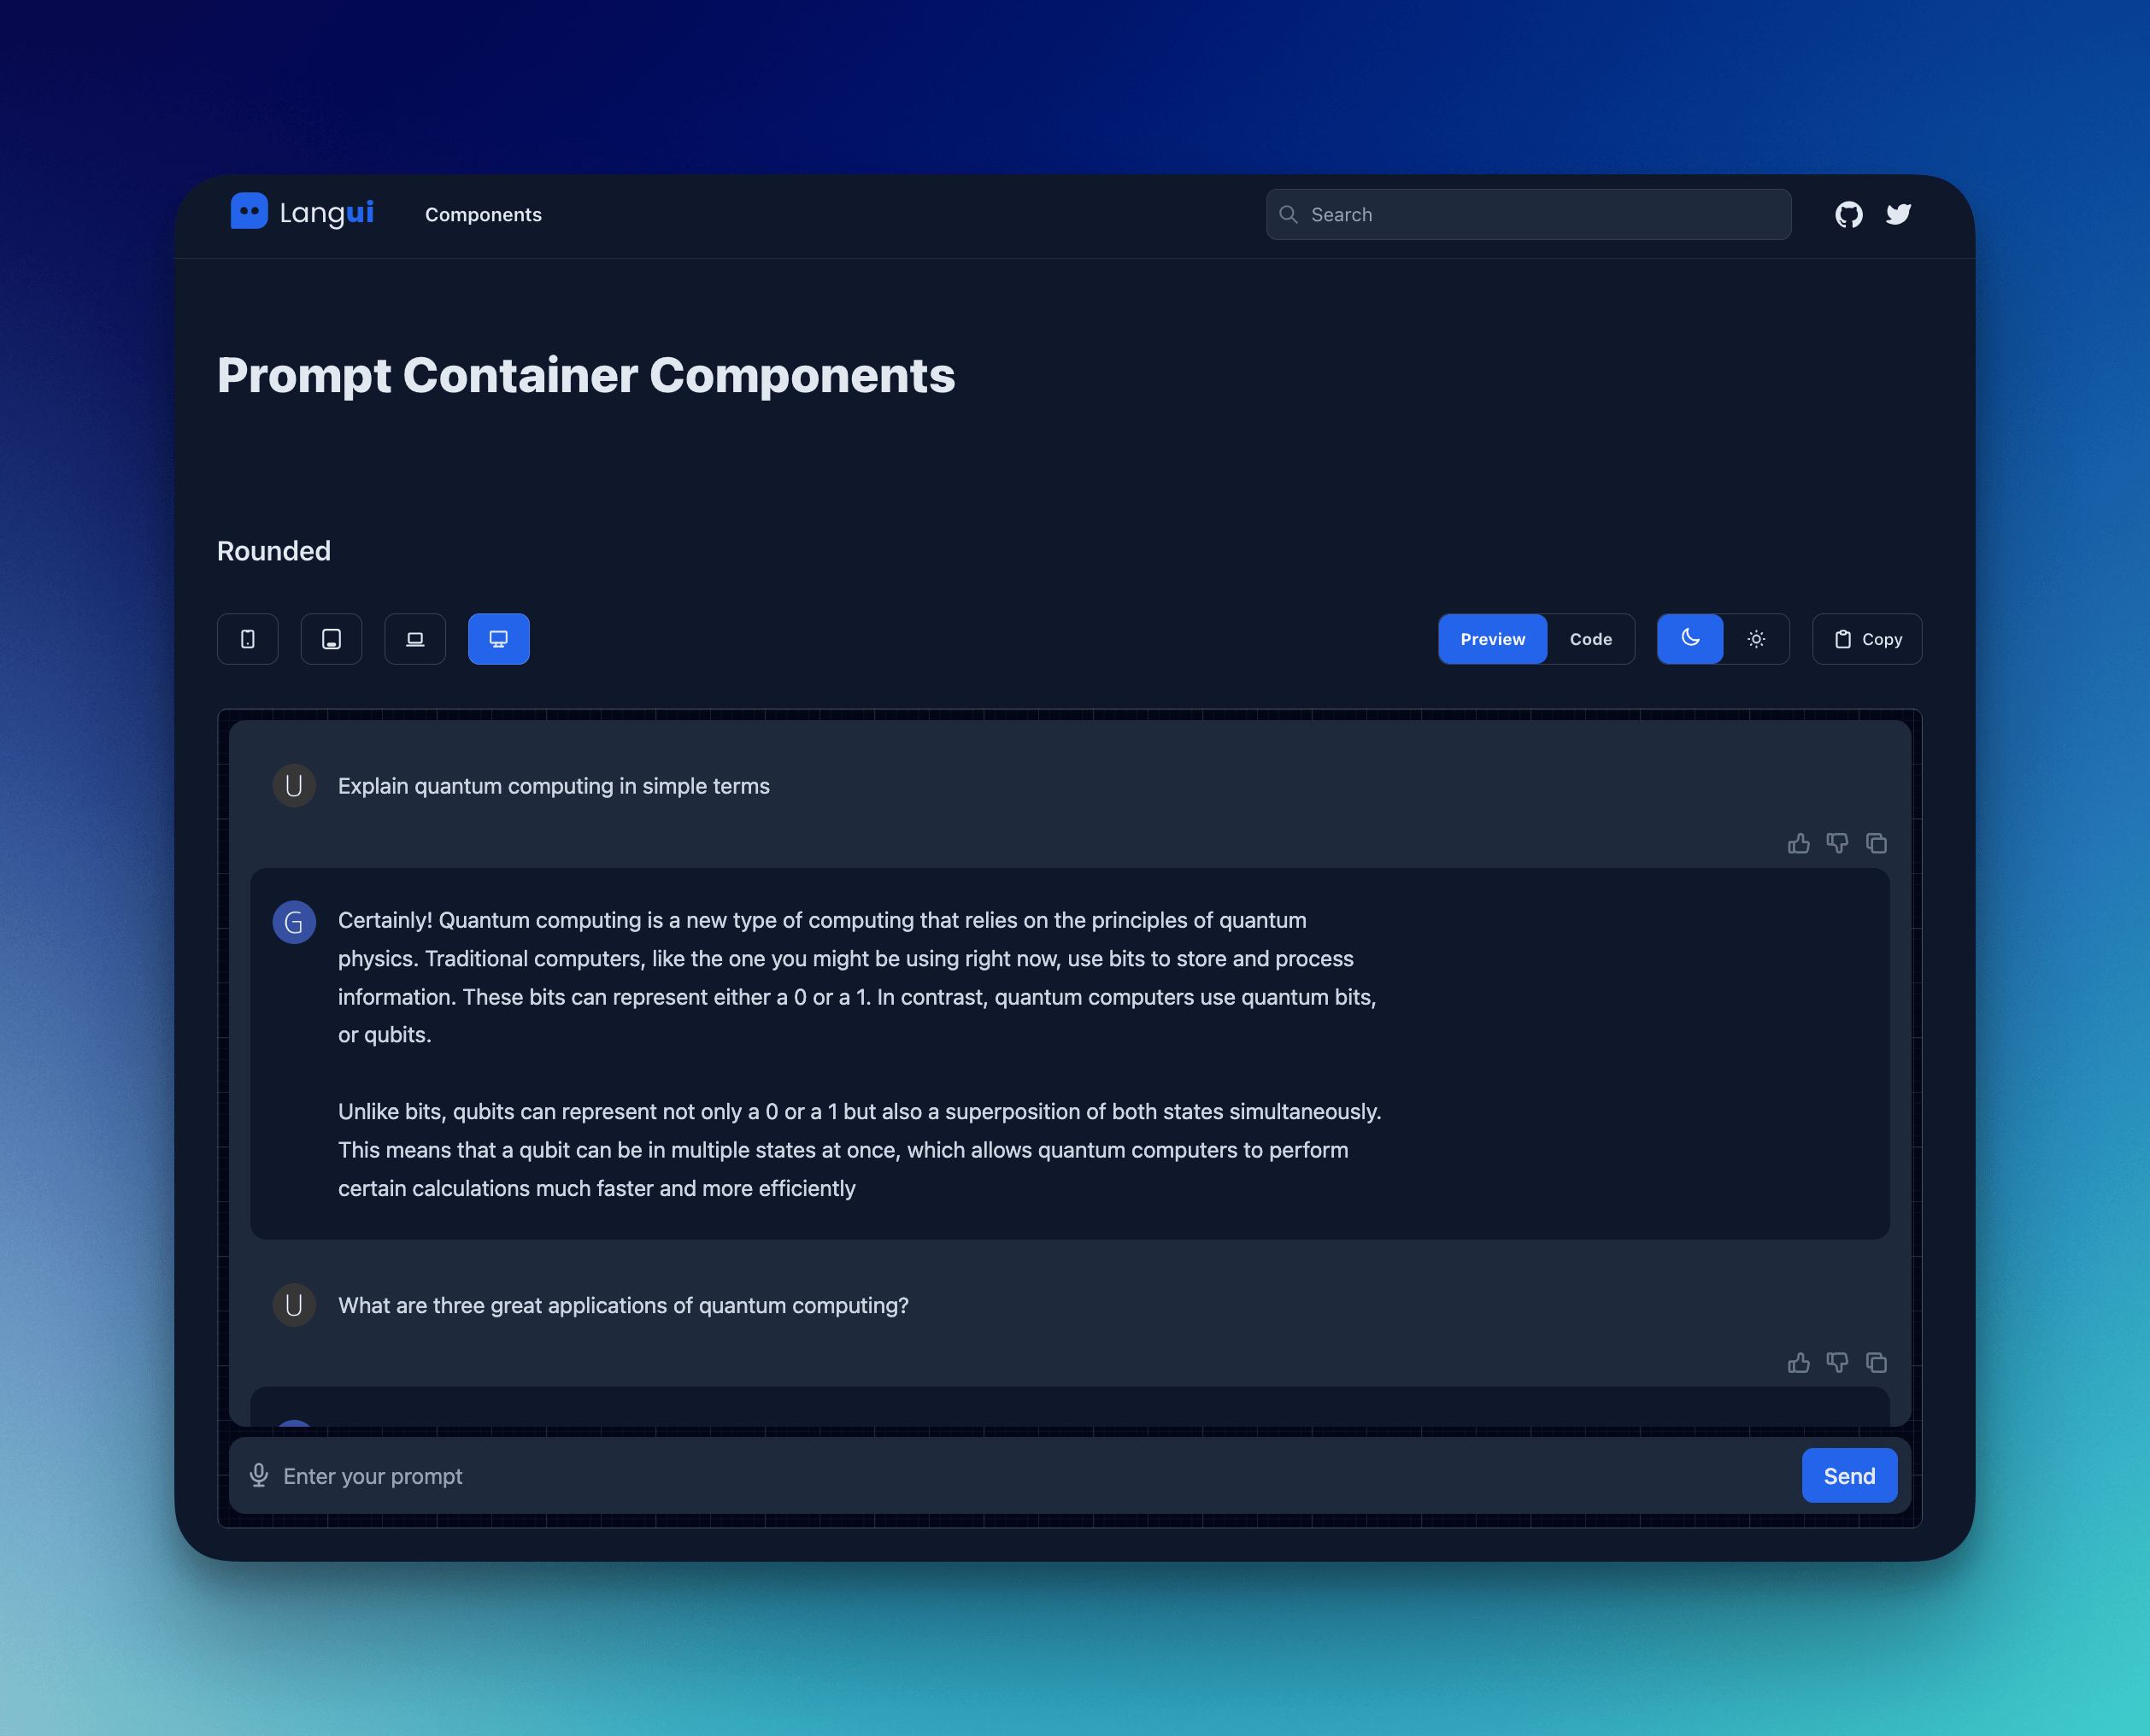 Langui
Components
Search
Prompt Container Components
Rounded
Preview
Code
Copy
U
Explain quantum computing in simple terms
G
Certainly! Quantum computing is a new type of computing that relies on the principles of quantum
physics. Traditional computers, like the one you might be using right now, use bits to store and process
information. These bits can represent either a 0 or a 1. In contrast, quantum computers use quantum bits,
or qubits.
Unlike bits, qubits can represent not only a 0 or a 1 but also a superposition of both states simultaneously.
This means that a qubit can be in multiple states at once, which allows quantum computers to perform
certain calculations much faster and more efficiently
U
What are three great applications of quantum computing?
Enter your prompt
Send